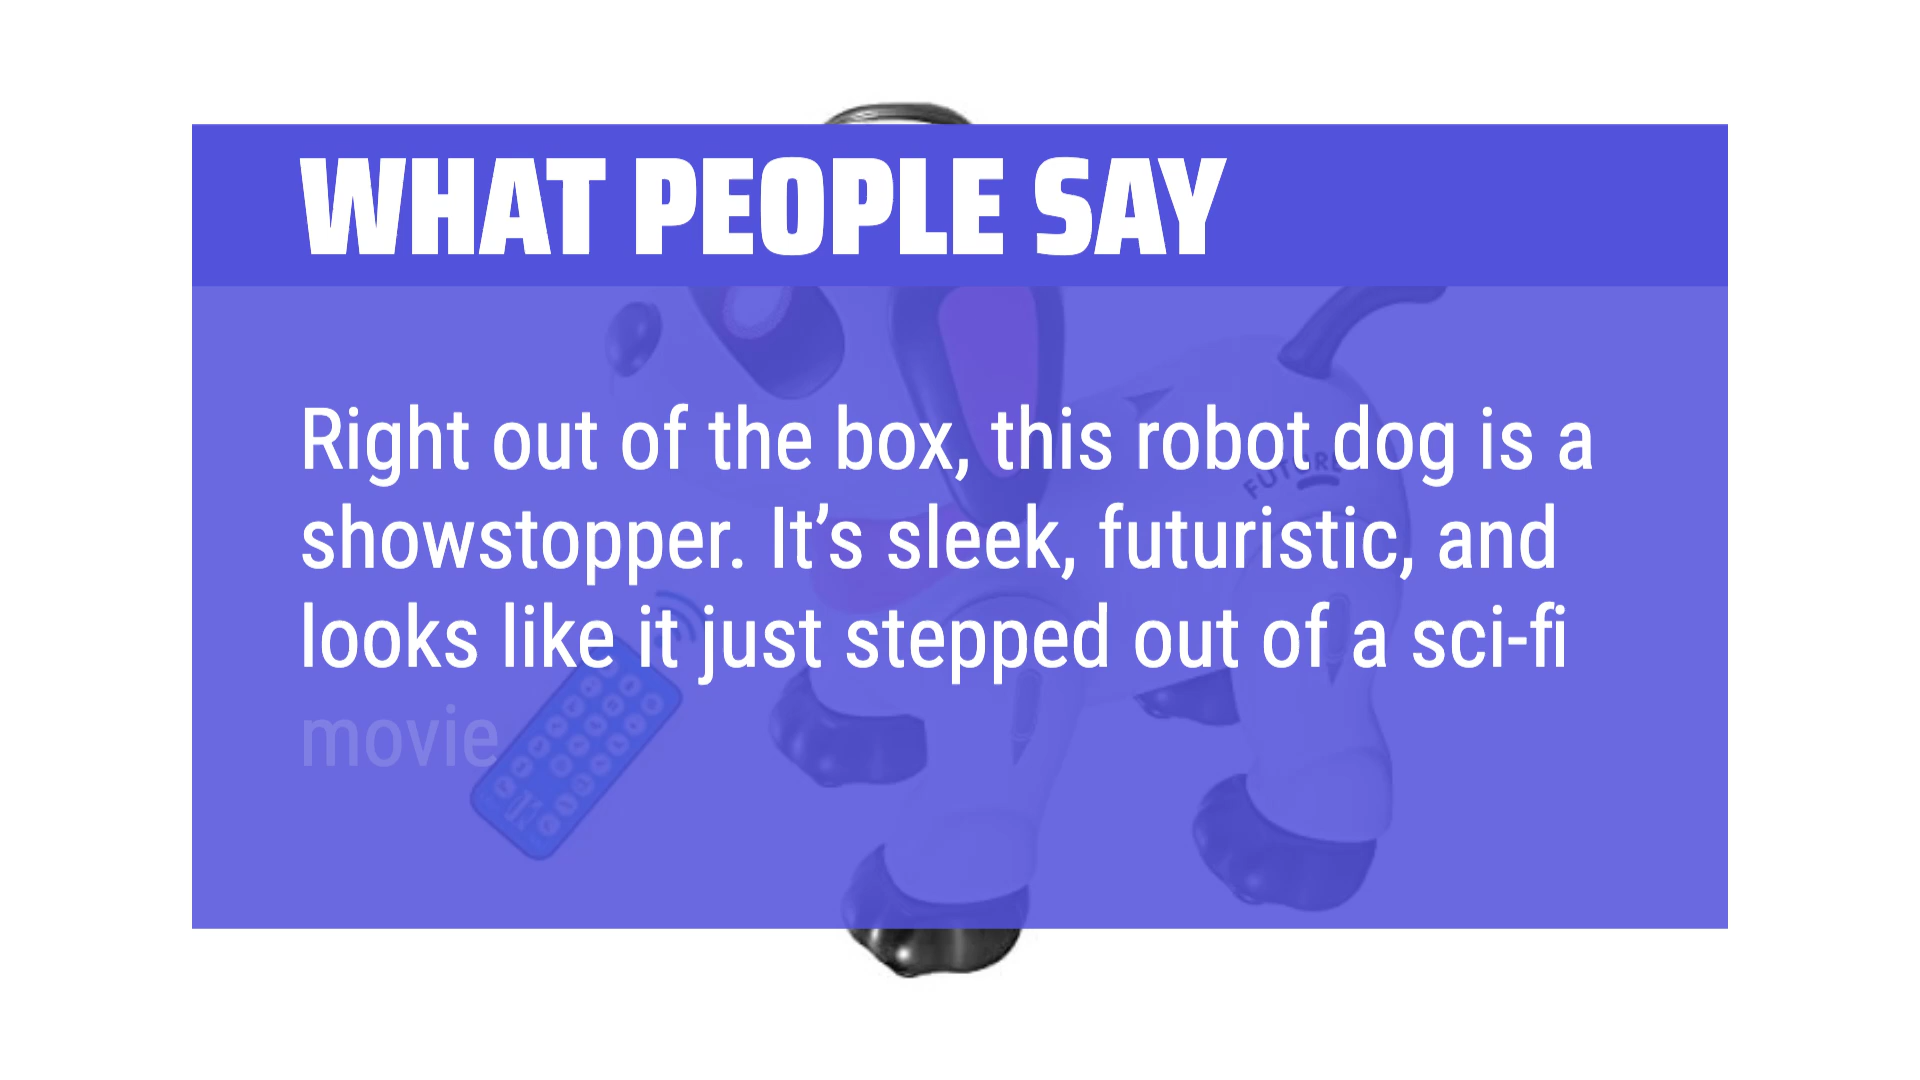 WHAT PEOPLE SAY
Right out of the box, this robot dog is a
FUTURE
showstopper. It’s sleek, futuristic, and
looks like it just stepped out of a sci-fi
movie